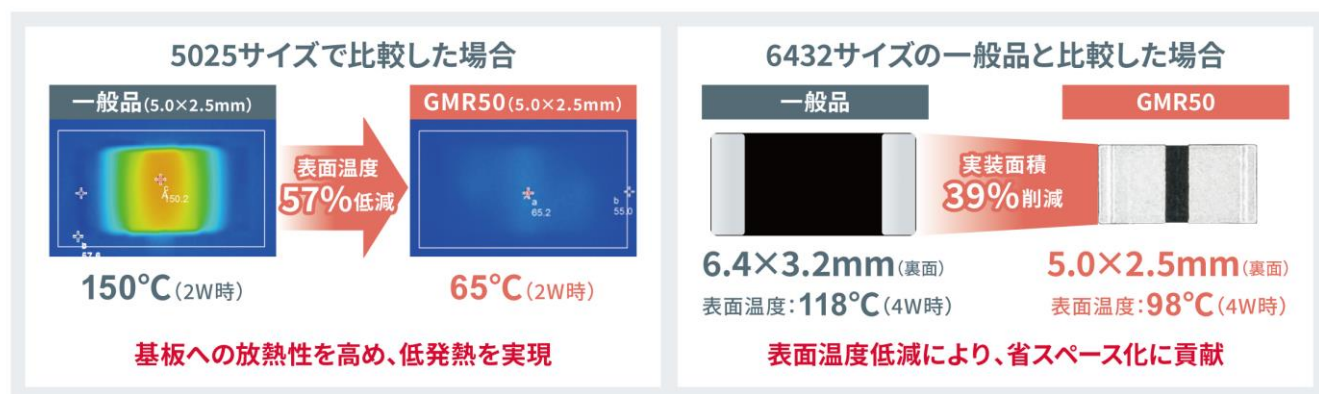 5025サイズで比較した場合
一般品(5.0×2.5mm)
GMR50(5.0×2.5mm)
c
A150.2
B
57.6
表面温度
57%低減
a
65.2
b
55.0
150℃(2W時)
65℃(2W時)
基板への放熱性を高め、低発熱を実現
6432サイズの一般品と比較した場合
一般品
GMR50
実装面積
39%削減
6.4×3.2mm(裏面)
表面温度:118℃(4W時)
5.0×2.5mm(裏面)
表面温度:98℃(4W時)
表面温度低減により、省スペース化に貢献